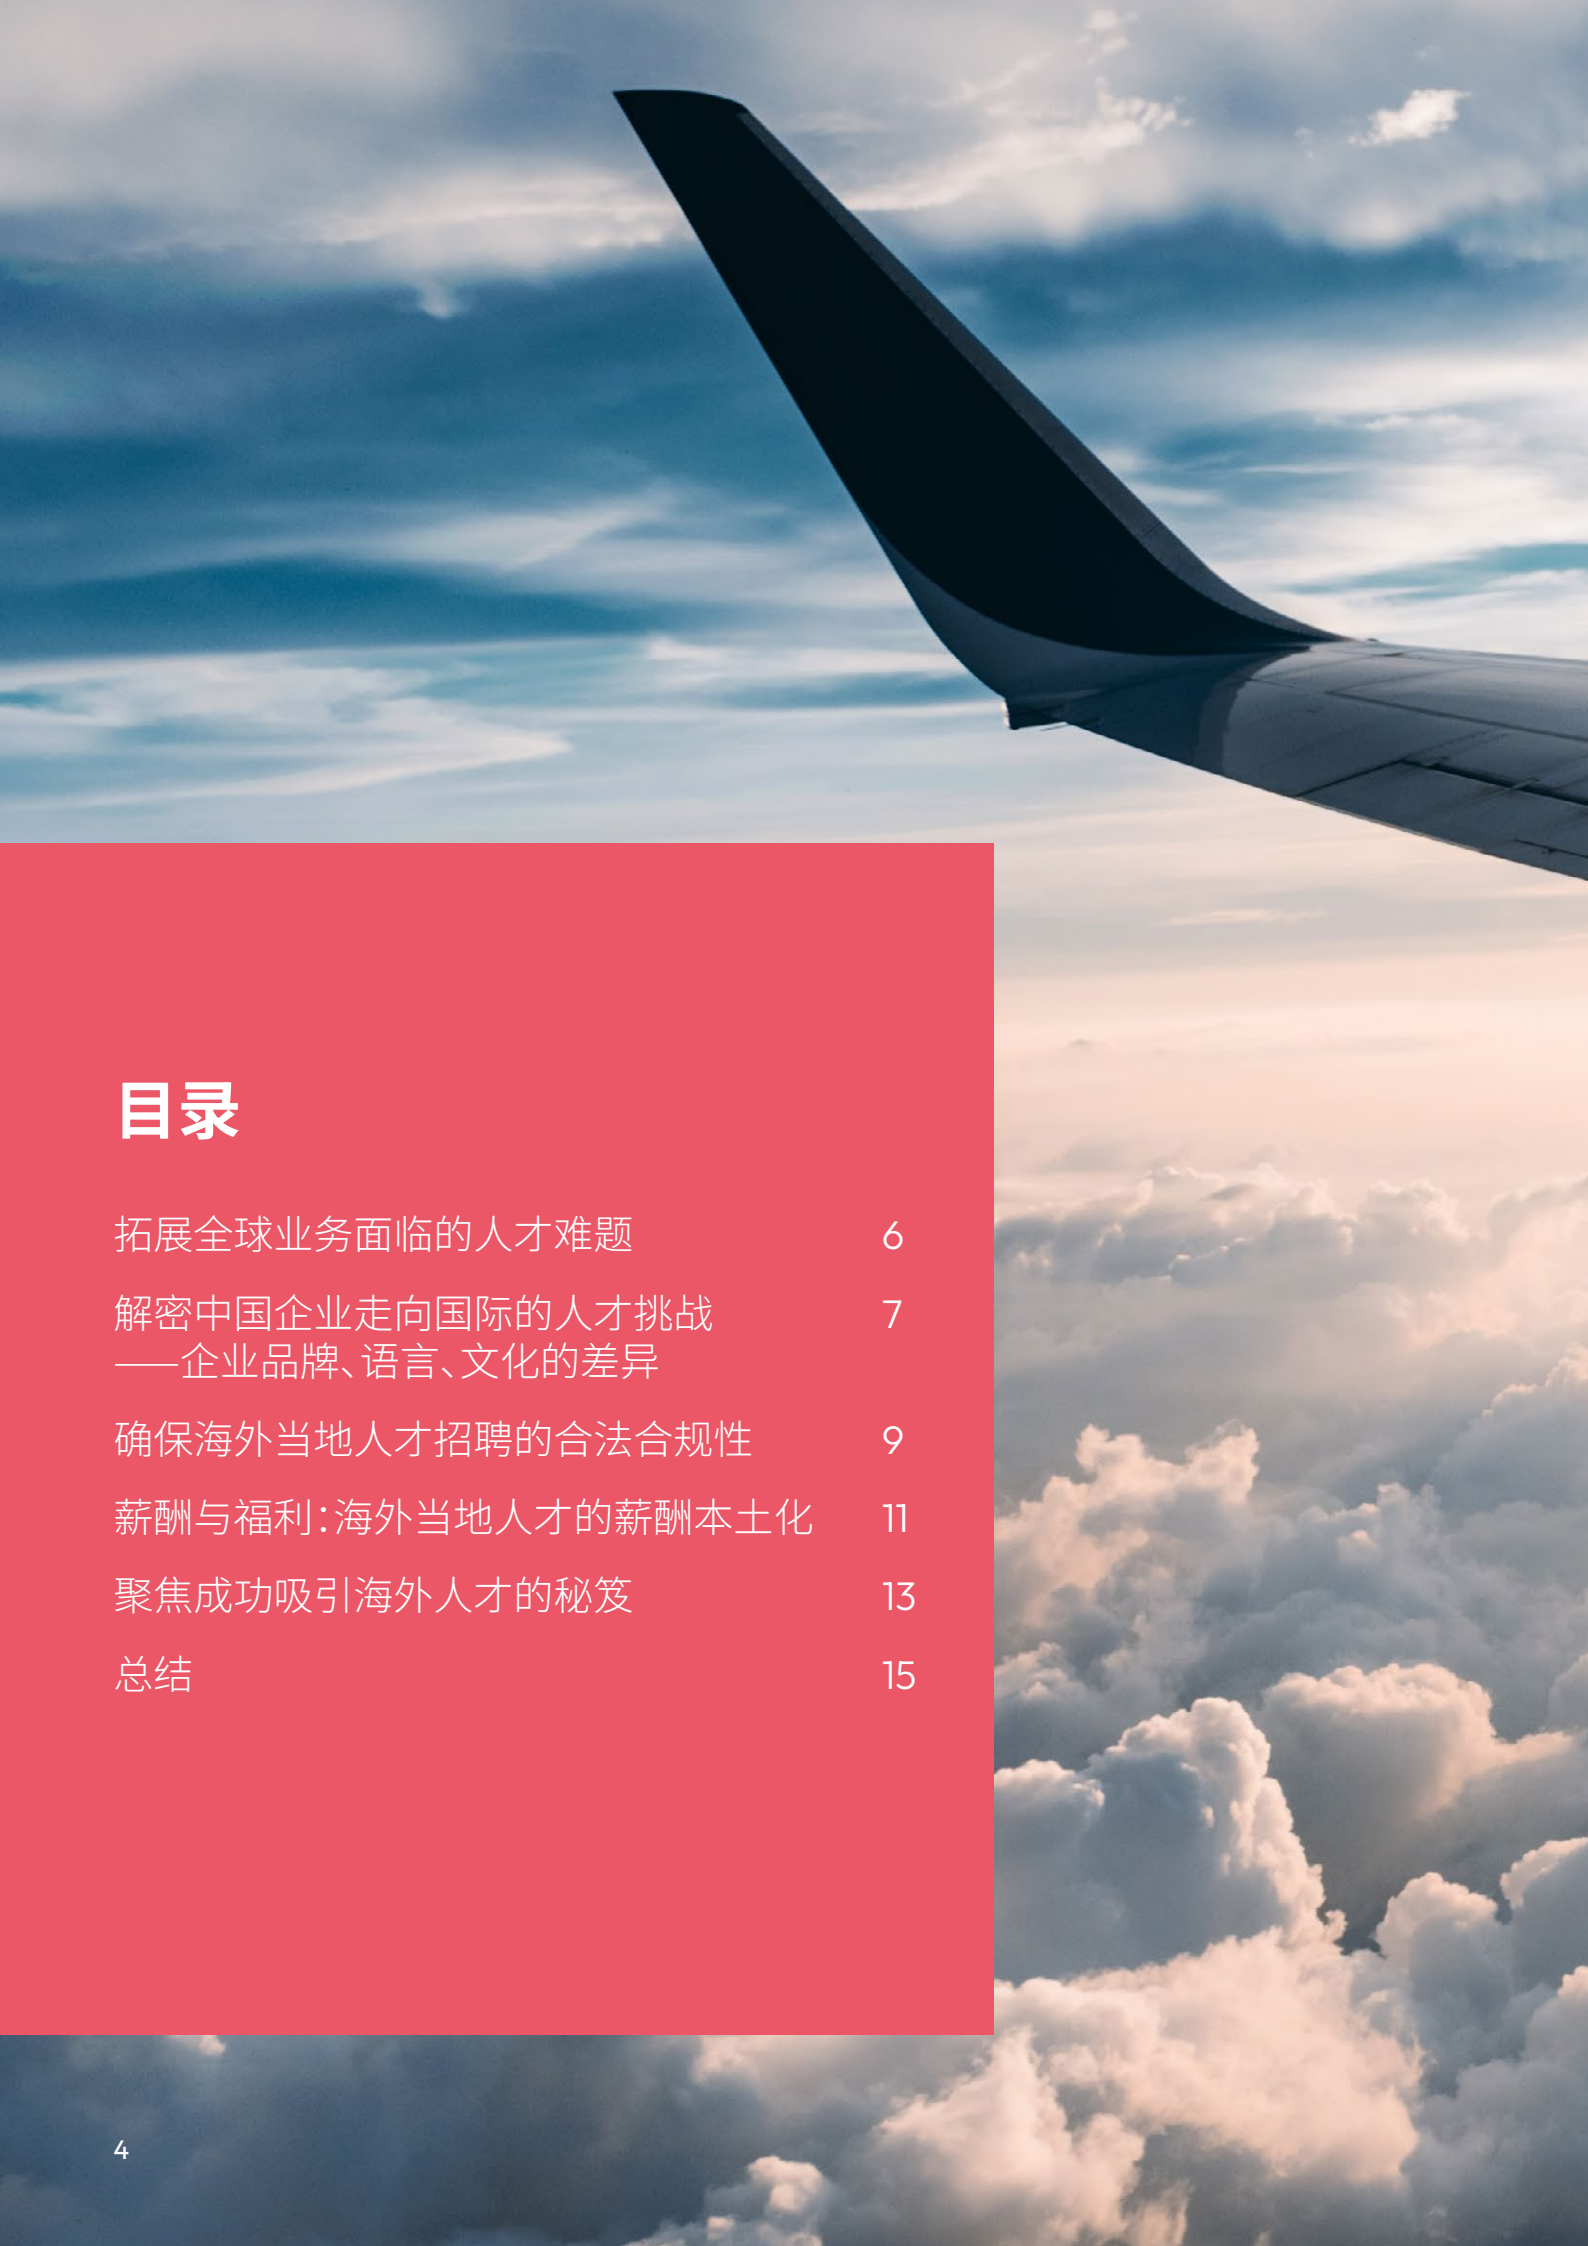 目录
拓展全球业务面临的人才难题 6
解密中国企业走向国际的人才挑战 7
——企业品牌、语言、文化的差异
确保海外当地人才招聘的合法合规性 9
薪酬与福利：海外当地人才的薪酬本土化 11
聚焦成功吸引海外人才的秘笈 13
总结 15
4